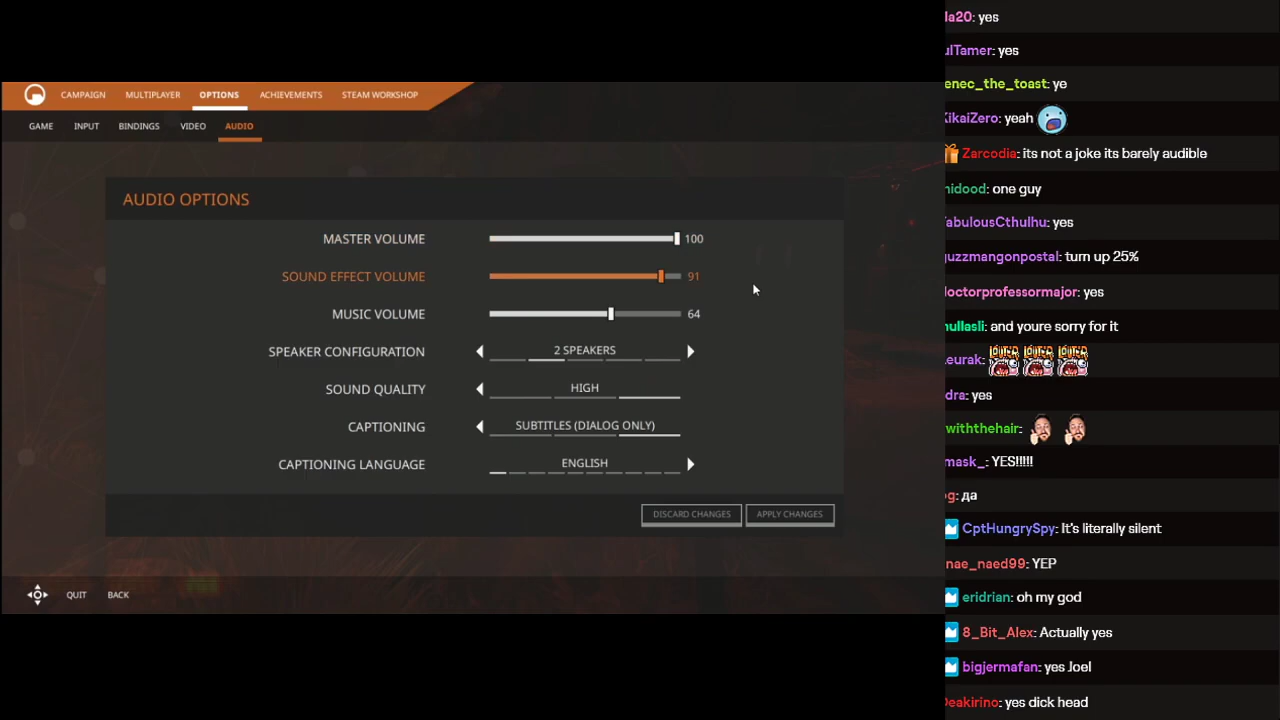 CAMPAIGN MULTIPLAYER OPTIONS ACHIEVEMENTS STEAM WORKSHOP
GAME INPUT BINDINGS VIDEO AUDIO
AUDIO OPTIONS
MASTER VOLUME 100
SOUND EFFECT VOLUME 91
MUSIC VOLUME 64
SPEAKER CONFIGURATION 2 SPEAKERS
SOUND QUALITY HIGH
CAPTIONING SUBTITLES (DIALOG ONLY)
CAPTIONING LANGUAGE ENGLISH
DISCARD CHANGES APPLY CHANGES
QUIT BACK
la20: yes
ulTamer: yes
enec_the_toast: ye
KikaiZero: yeah
Zarcodia: its not a joke its barely audible
nidood: one guy
FabulousCthulhu: yes
guzzmangonpostal: turn up 25%
doctorprofessormajor: yes
nullasli: and youre sorry for it
eurak:
dra: yes
withthehair:
mask_: YES!!!!!
og: да
CptHungrySpy: It's literally silent
nae_naed99: YEP
eridrian: oh my god
8_Bit_Alex: Actually yes
bigjermafan: yes Joel
Deakirino: yes dick head